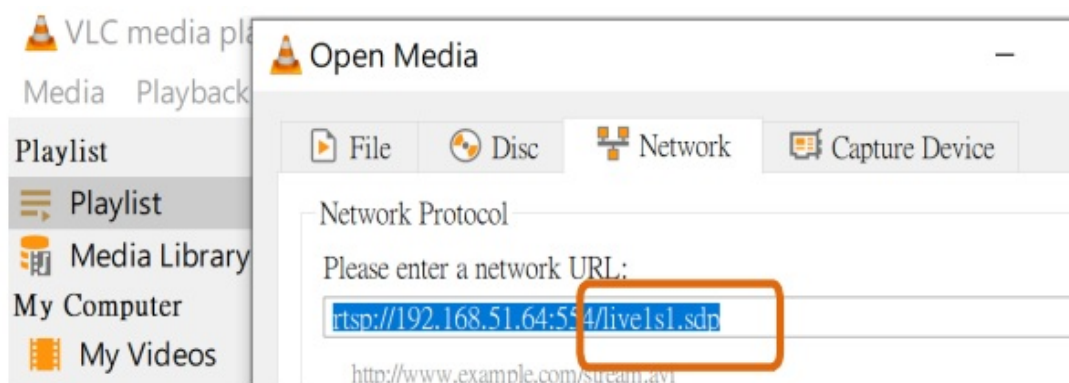 VLC media pla
Media Playback
Playlist
Playlist
Media Library
My Computer
My Videos
Open Media
File Disc Network Capture Device
Network Protocol
Please enter a network URL:
rtsp://192.168.51.64:554/live1s1.sdp
http://www.example.com/stream.avi